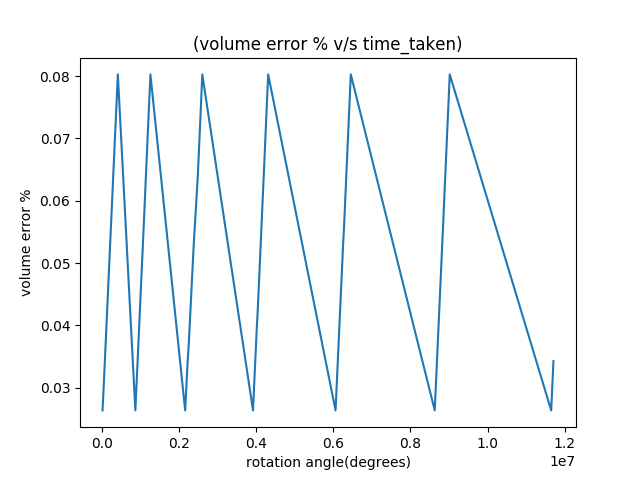 (volume error % v/s time_taken)
0.08
0.07
0.06
0.05
0.04
0.03
volume error %
0.0 0.2 0.4 0.6 0.8 1.0 1.2
1e7
rotation angle(degrees)